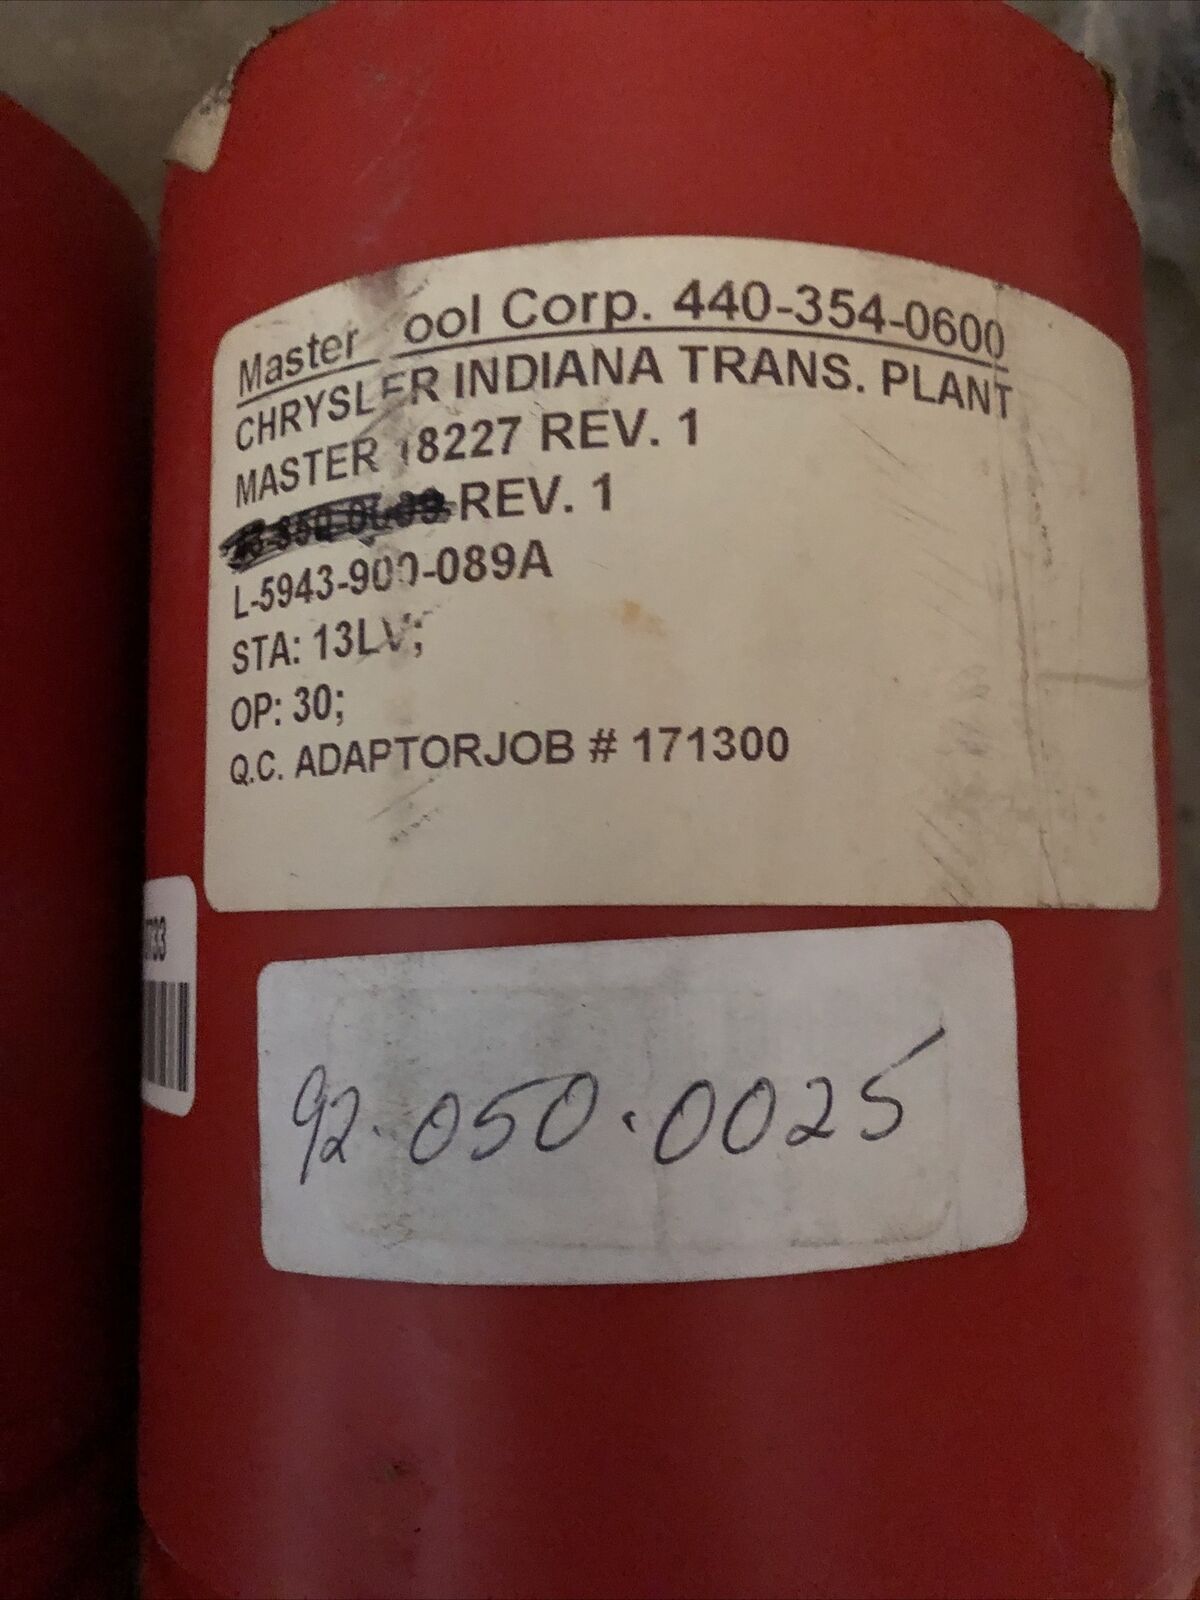 Master ool Corp. 440-354-0600
CHRYSLER INDIANA TRANS. PLANT
MASTER 18227 REV. 1
REV. 1
L-5943-900-089A
STA: 13LV;
OP: 30;
Q.C. ADAPTORJOB # 171300
92.050.0025